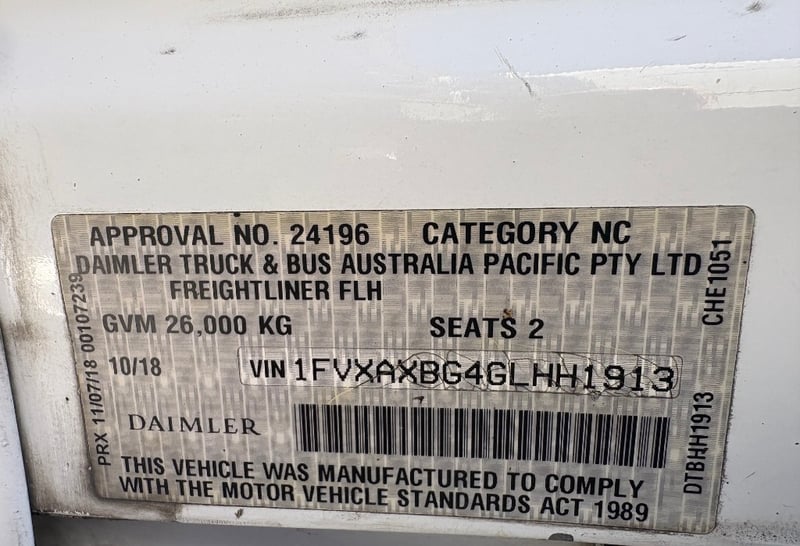 APPROVAL NO. 24196 CATEGORY NC
DAIMLER TRUCK & BUS AUSTRALIA PACIFIC PTY LTD
FREIGHTLINER FLH
GVM 26,000 KG SEATS 2
10/18 VIN 1FVXAXBG4GLHH1913
DAIMLER
THIS VEHICLE WAS MANUFACTURED TO COMPLY
WITH THE MOTOR VEHICLE STANDARDS ACT 1989
PRX 11/07/18 00107239
CHE1051
DTBHH1913